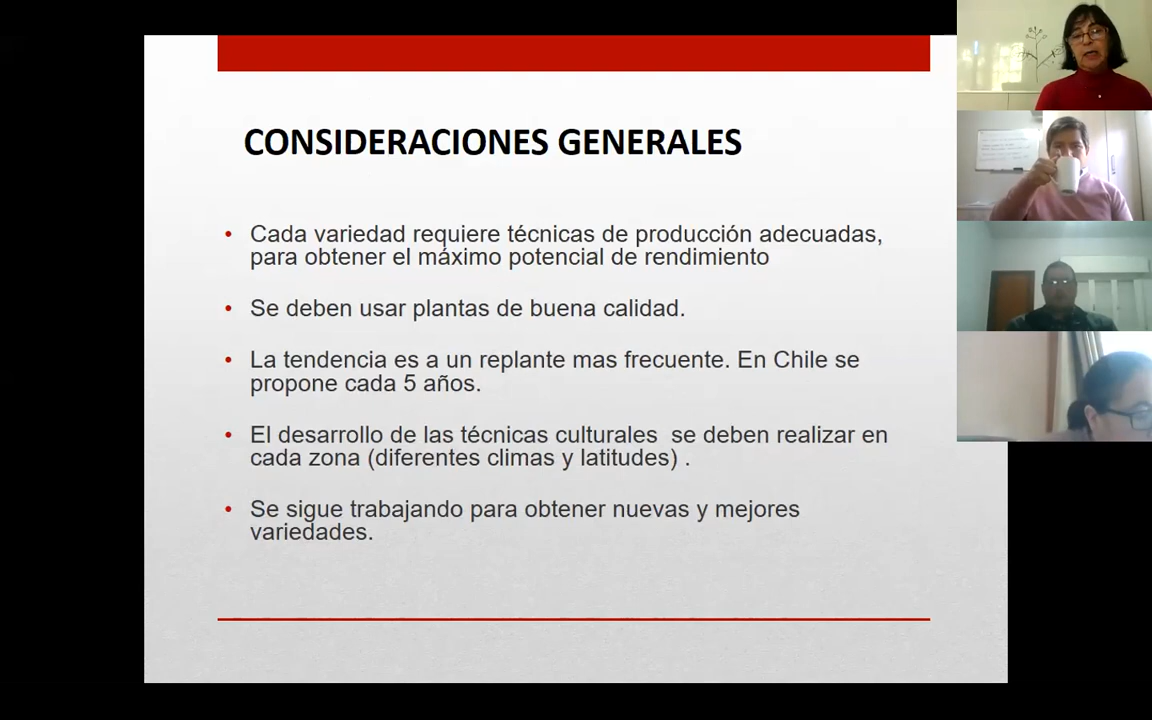 CONSIDERACIONES GENERALES
• Cada variedad requiere técnicas de producción adecuadas,
para obtener el máximo potencial de rendimiento
• Se deben usar plantas de buena calidad.
• La tendencia es a un replante mas frecuente. En Chile se
propone cada 5 años.
• El desarrollo de las técnicas culturales  se deben realizar en
cada zona (diferentes climas y latitudes) .
• Se sigue trabajando para obtener nuevas y mejores
variedades.